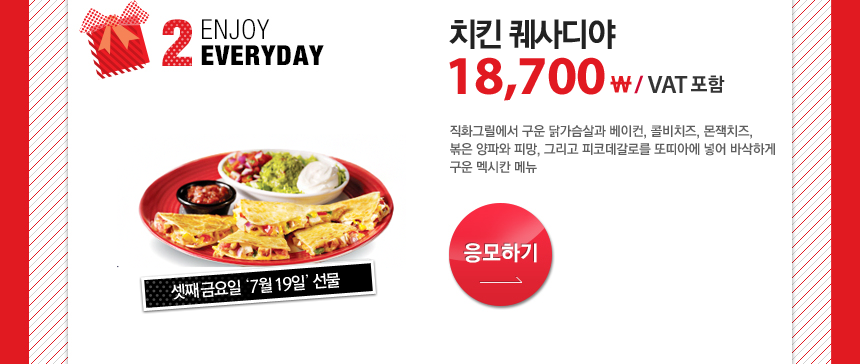 2 ENJOY
EVERYDAY
치킨 퀘사디야
18,700 ₩ / VAT 포함
직화그릴에서 구운 닭가슴살과 베이컨, 콜비치즈, 몬잭치즈,
볶은 양파와 피망, 그리고 피코데갈로를 또띠아에 넣어 바삭하게
구운 멕시칸 메뉴
응모하기
셋째 금요일 ‘7월 19일’ 선물